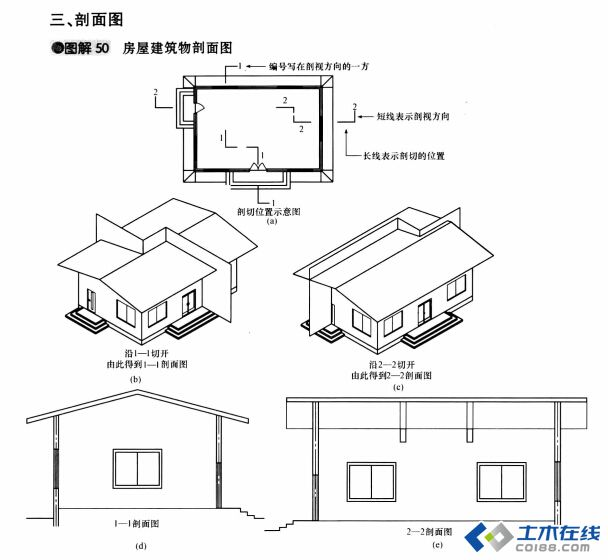 三、剖面图
图解 50 房屋建筑物剖面图
1 编号写在剖视方向的一方
2
2
2
2
短线表示剖视方向
1
1
长线表示剖切的位置
1
剖切位置示意图
(a)
沿1—1切开
由此得到1—1剖面图
(b)
沿2—2切开
由此得到2—2剖面图
(c)
1—1剖面图
(d)
2—2剖面图
(e)
土木在线
coi88.com